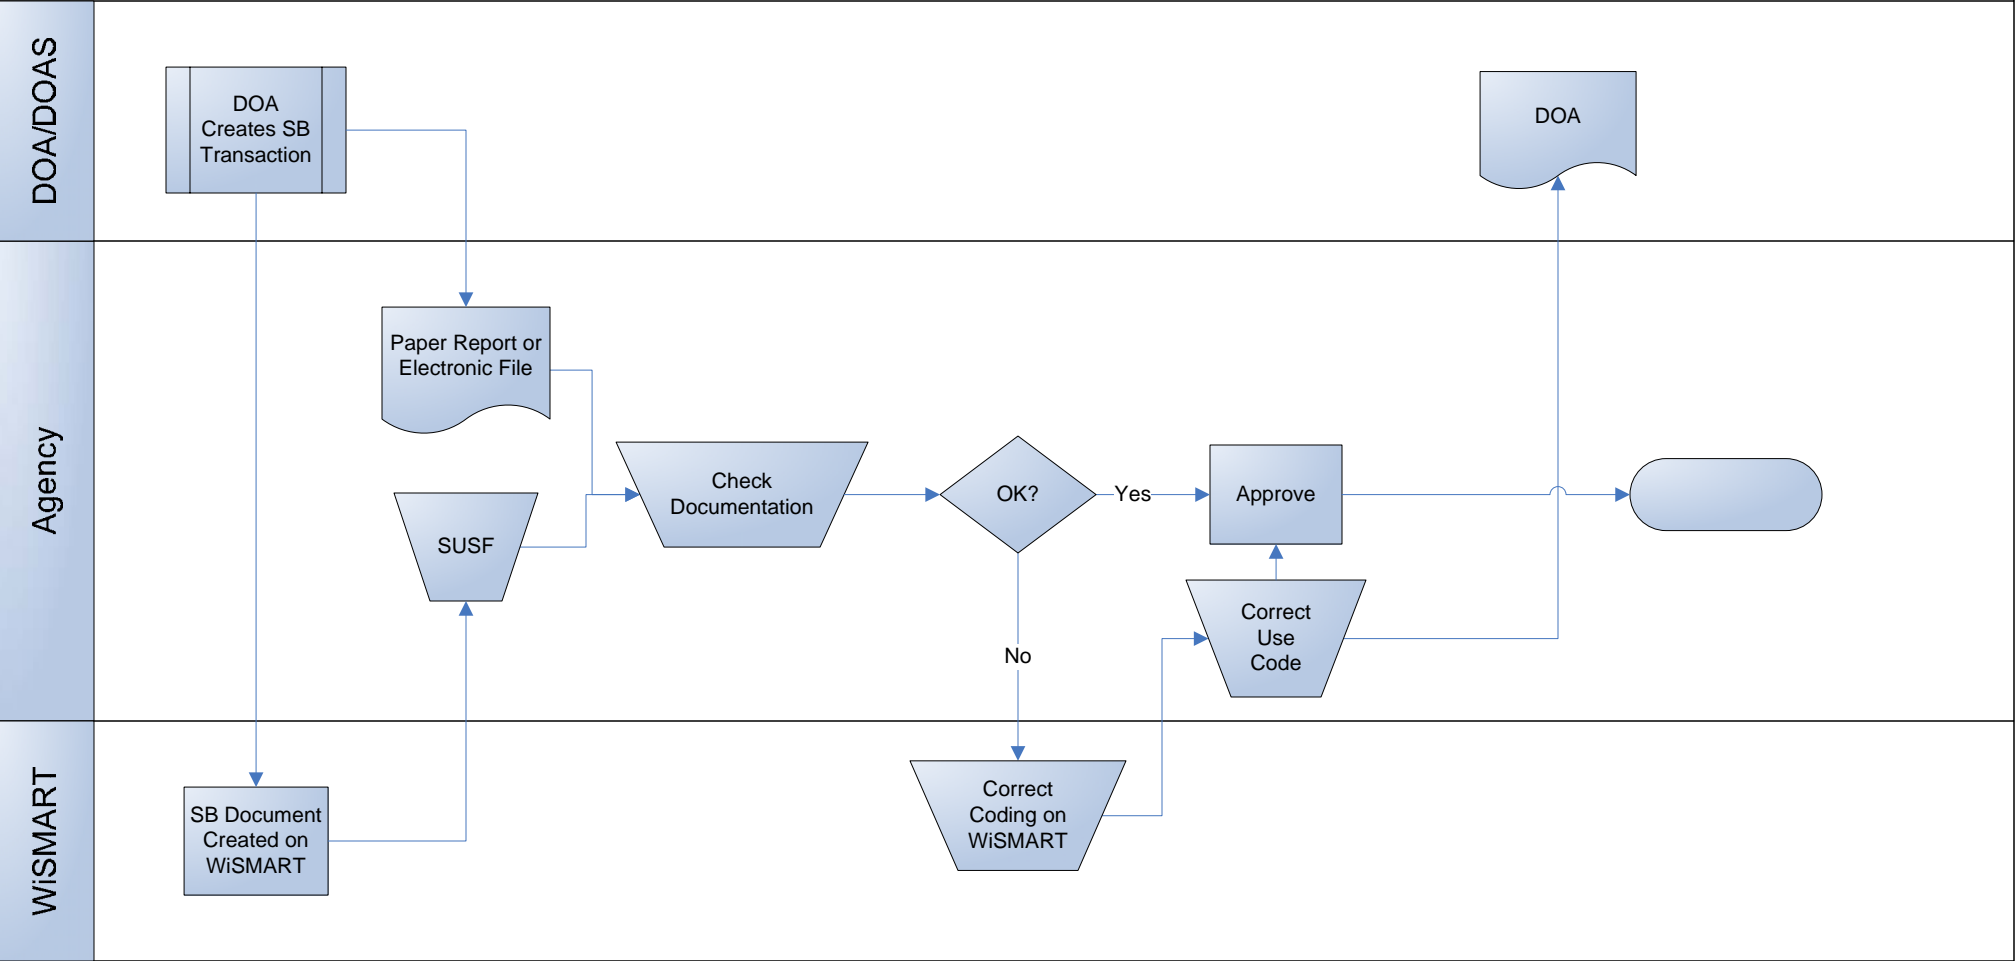 DOA/DOAS
DOA
Creates SB
Transaction
DOA
Agency
Paper Report or
Electronic File
SUSF
Check
Documentation
OK?
Yes
Approve
No
Correct
Use
Code
WiSMART
SB Document
Created on
WiSMART
Correct
Coding on
WiSMART